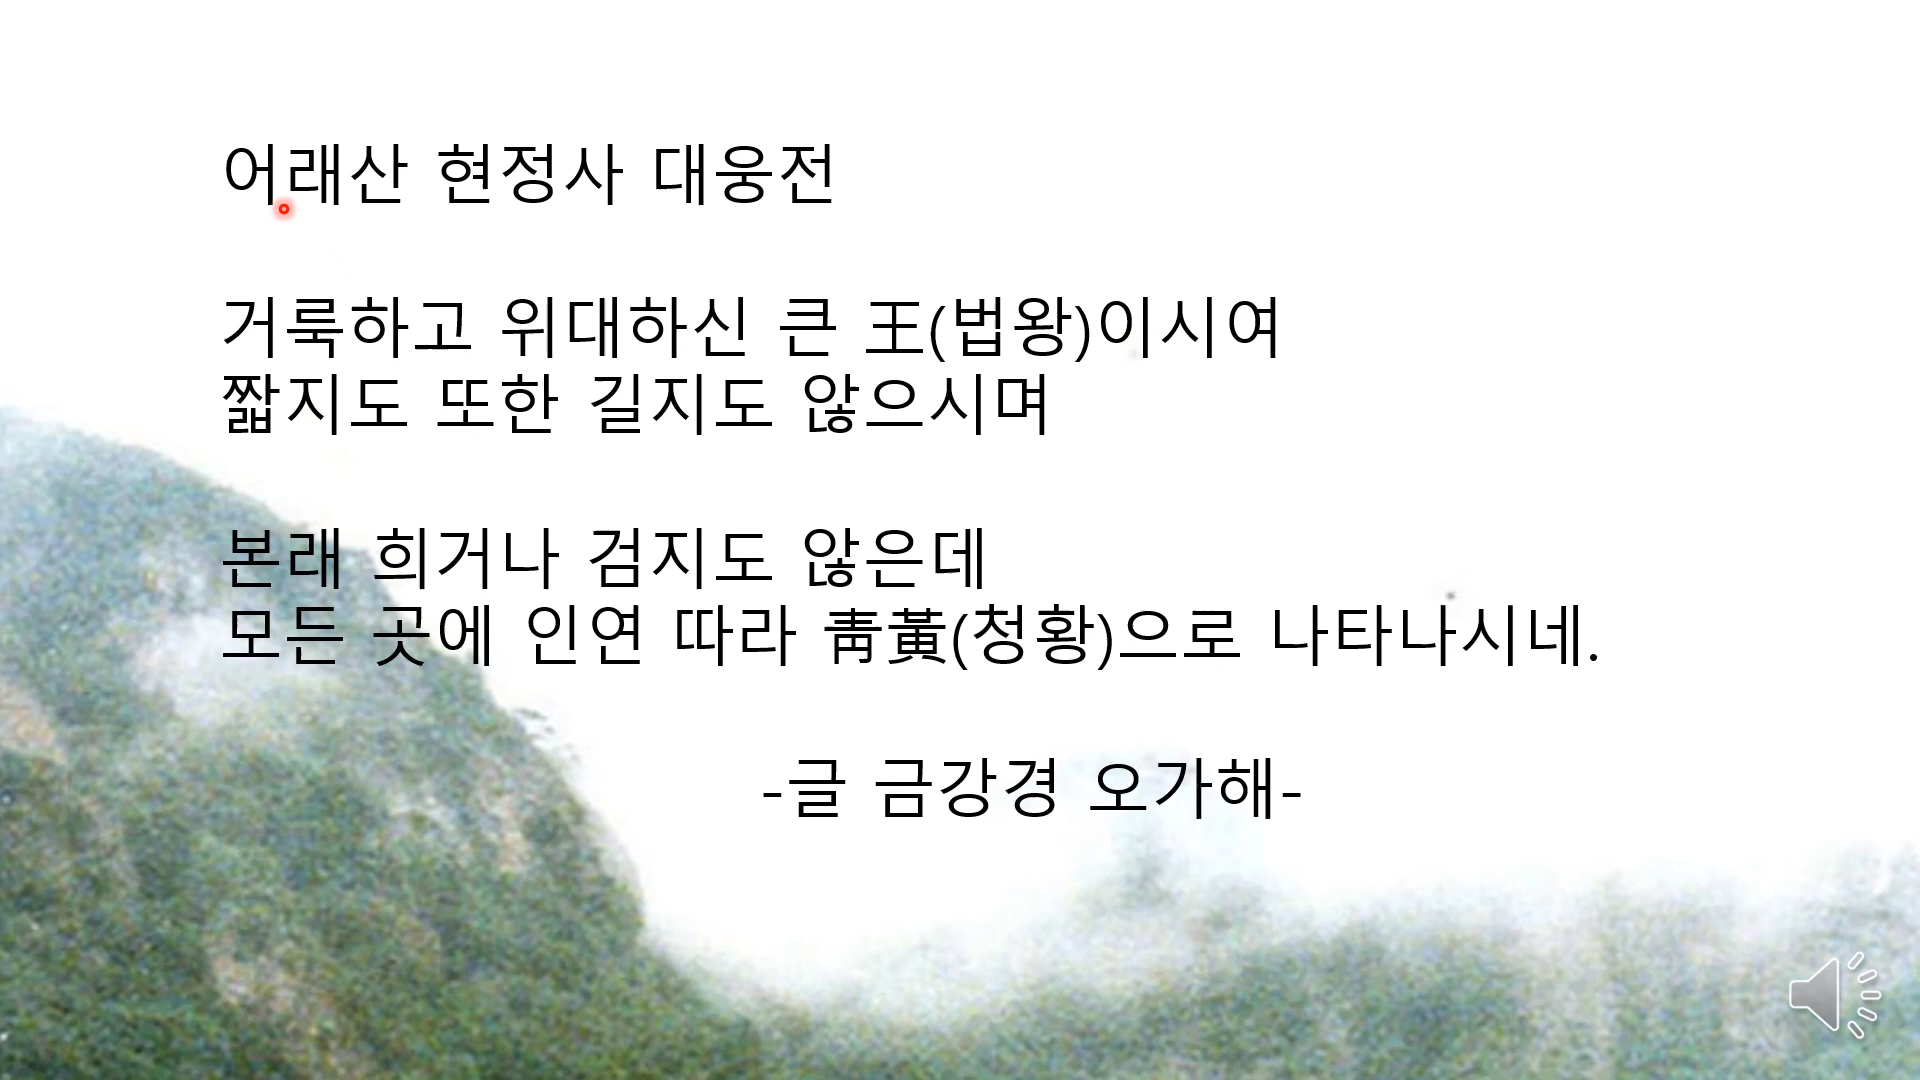 어래산 현정사 대웅전
거룩하고 위대하신 큰 王(법왕)이시여
짧지도 또한 길지도 않으시며
본래 희거나 검지도 않은데
모든 곳에 인연 따라 靑黃(청황)으로 나타나시네.
-글 금강경 오가해-